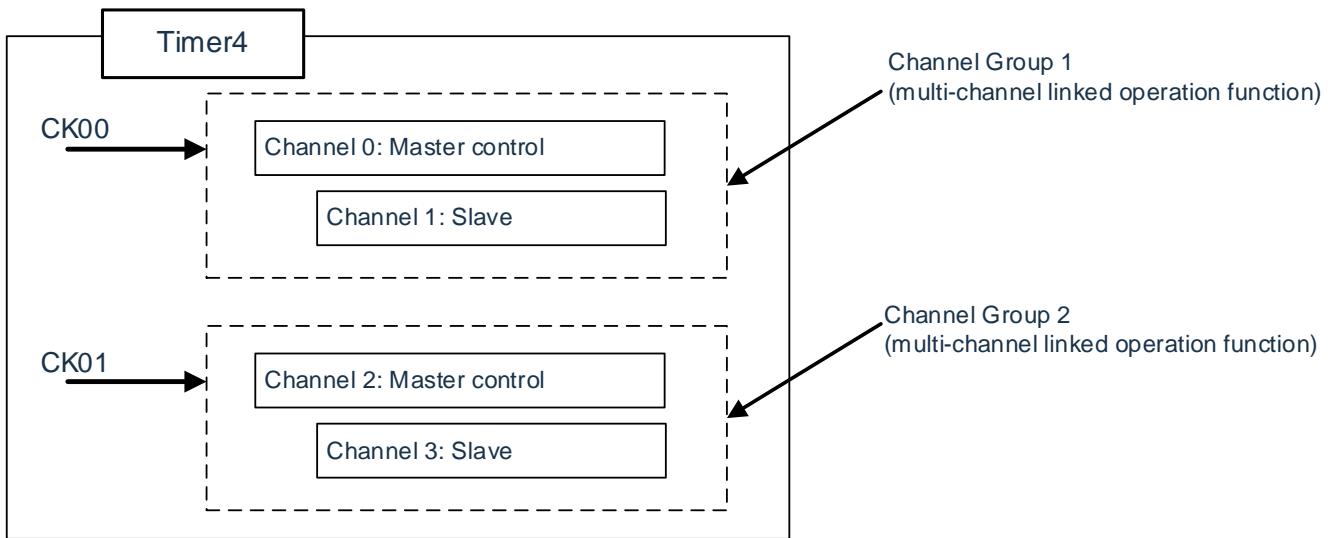 Timer4
Channel Group 1
(multi-channel linked operation function)
CK00
Channel 0: Master control
Channel 1: Slave
Channel Group 2
(multi-channel linked operation function)
CK01
Channel 2: Master control
Channel 3: Slave